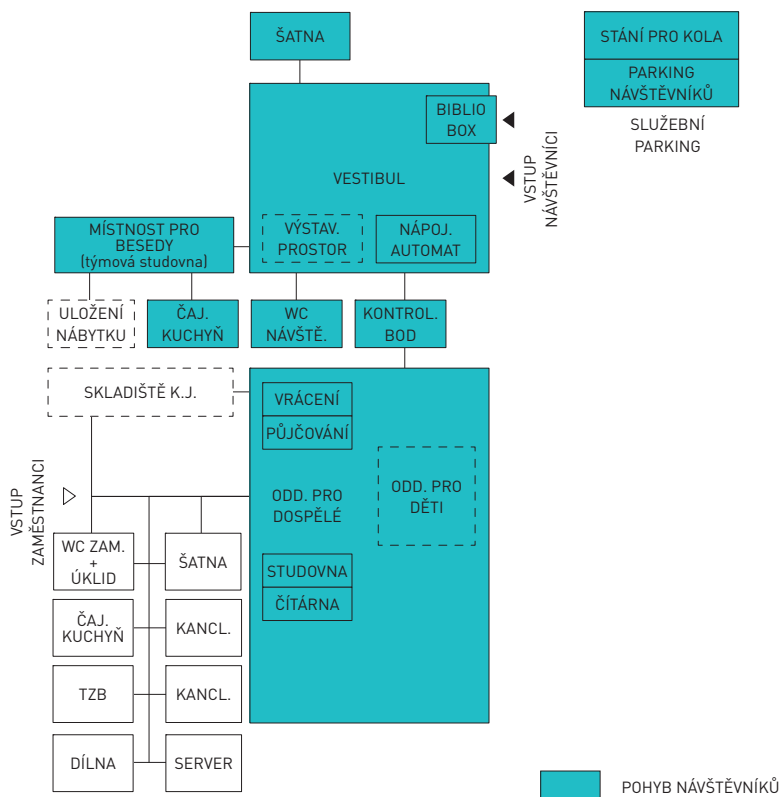 ŠATNA
STÁNÍ PRO KOLA
PARKING
NÁVŠTĚVNÍKŮ
SLUŽEBNÍ
PARKING
BIBLIO
BOX
VSTUP
NÁVŠTĚVNÍCI
VESTIBUL
VÝSTAV.
PROSTOR
NÁPOJ.
AUTOMAT
MÍSTNOST PRO
BESEDY
(týmová studovna)
ULOŽENÍ
NÁBYTKU
ČAJ.
KUCHYŇ
WC
NÁVŠTĚ.
KONTROL.
BOD
SKLADIŠTĚ K.J.
VRÁCENÍ
PŮJČOVÁNÍ
ODD. PRO
DOSPĚLÉ
ODD. PRO
DĚTI
STUDOVNA
ČÍTÁRNA
VSTUP
ZAMĚSTNANCI
WC ZAM.
+
ÚKLID
ŠATNA
ČAJ.
KUCHYŇ
KANCL.
TZB
KANCL.
DÍLNA
SERVER
POHYB NÁVŠTĚVNÍKŮ